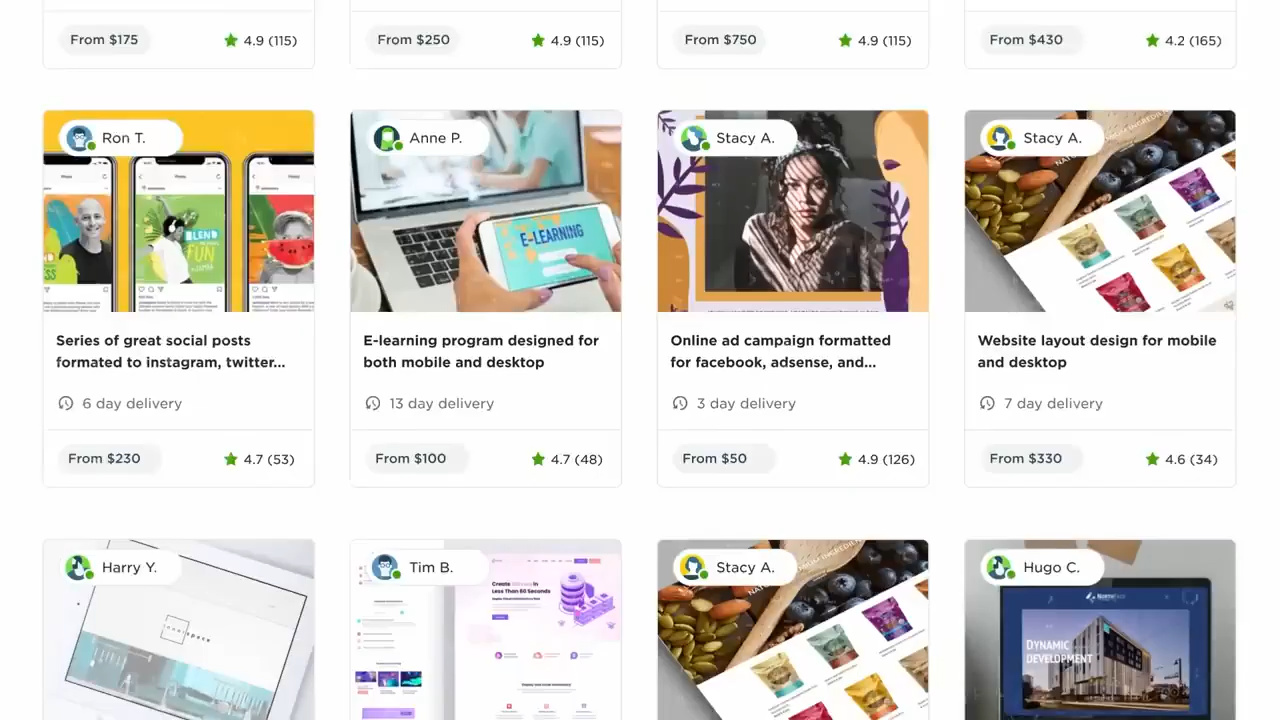 From $175
4.9 (115)
From $250
4.9 (115)
From $750
4.9 (115)
From $430
4.2 (165)
Ron T.
Anne P.
Stacy A.
Stacy A.
BLEND
FUN
E-LEARNING
Series of great social posts
formated to instagram, twitter...
6 day delivery
From $230
4.7 (53)
E-learning program designed for
both mobile and desktop
13 day delivery
From $100
4.7 (48)
Online ad campaign formatted
for facebook, adsense, and...
3 day delivery
From $50
4.9 (126)
Website layout design for mobile
and desktop
7 day delivery
From $330
4.6 (34)
Harry Y.
Tim B.
Stacy A.
Hugo C.
Less Than 60 Seconds
DYNAMIC
DEVELOPMENT